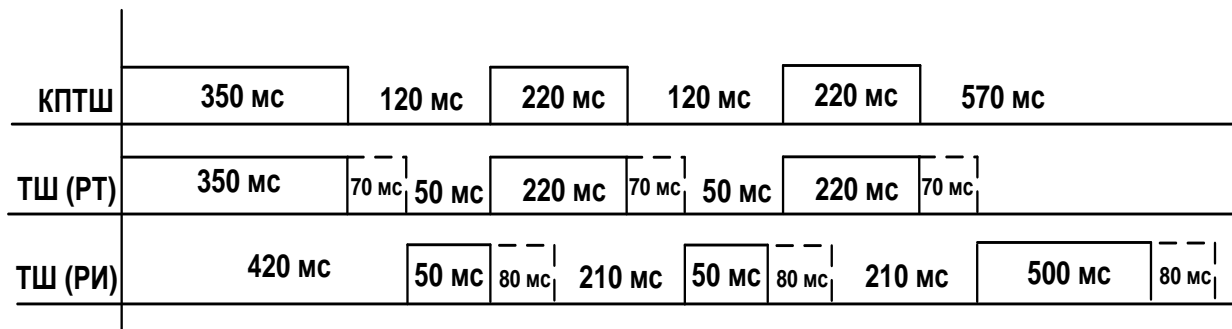 КПТШ 350 мс 120 мс 220 мс 120 мс 220 мс 570 мс
ТШ (РТ) 350 мс 70 мс 50 мс 220 мс 70 мс 50 мс 220 мс 70 мс
ТШ (РИ) 420 мс 50 мс 80 мс 210 мс 50 мс 80 мс 210 мс 500 мс 80 мс